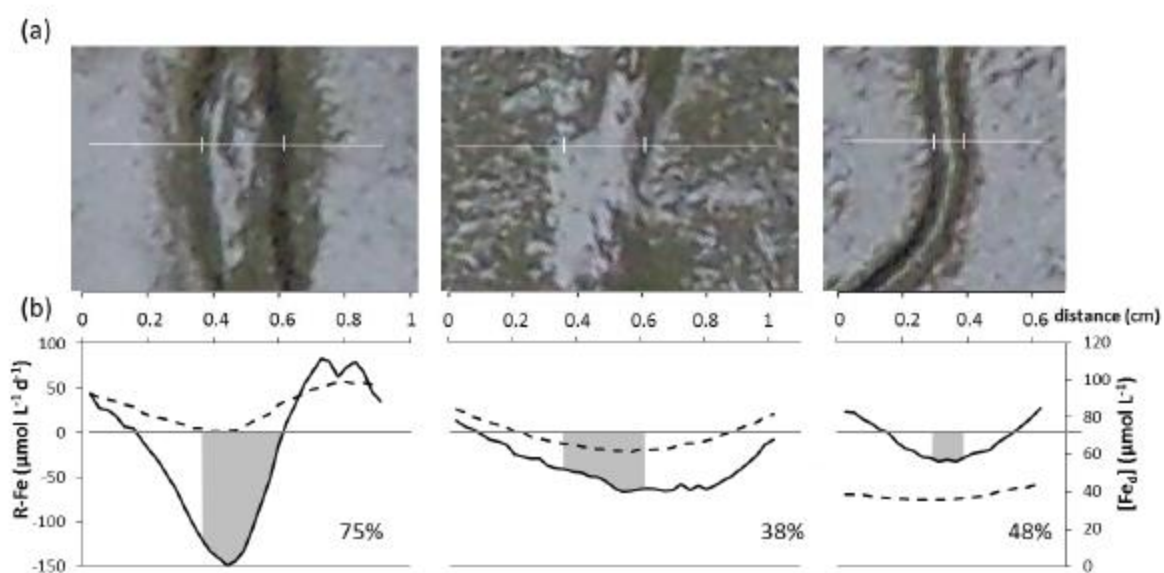 (a)
(b)
0 0.2 0.4 0.6 0.8 1 0 0.2 0.4 0.6 0.8 1 0 0.2 0.4 0.6 distance (cm)
100 120
50 100
0 80
-50 60
-100 40
-150 20
0
R-Fe (µmol L⁻¹ d⁻¹)
[Fe_d] (µmol L⁻¹)
75% 38% 48%